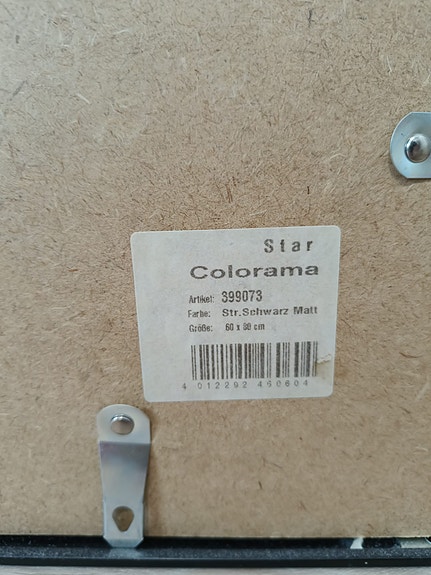 Star
Colorama
Artikel: 399073
Farbe: Str.Schwarz Matt
Größe: 60 x 80 cm
4 012292 460604